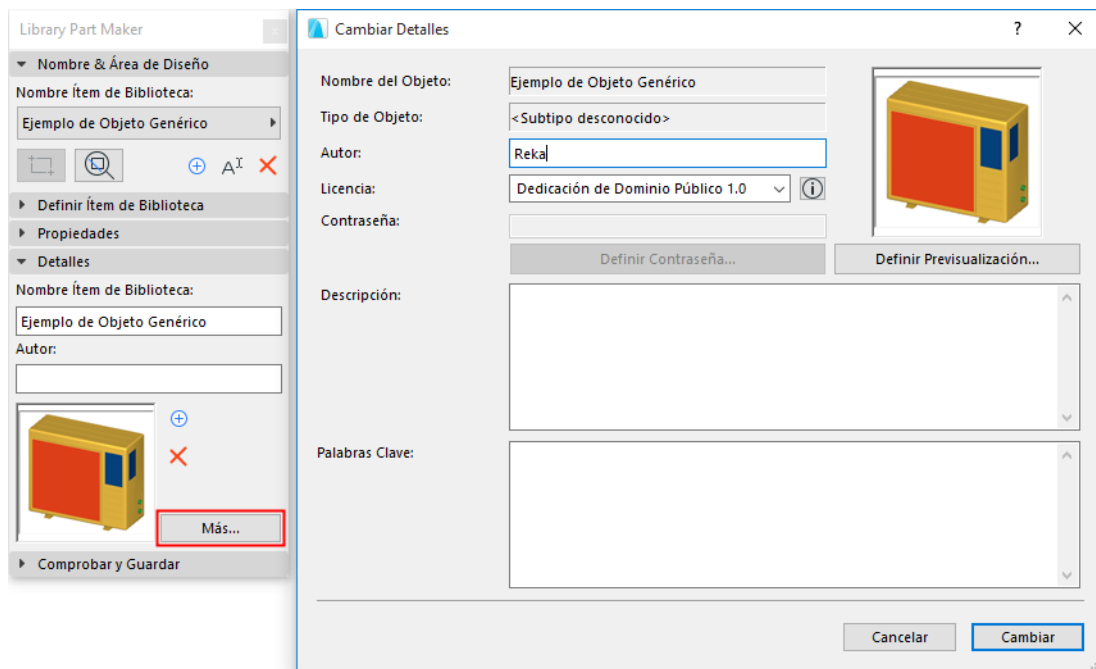 Library Part Maker
Nombre & Área de Diseño
Nombre Ítem de Biblioteca:
Ejemplo de Objeto Genérico
Definir Ítem de Biblioteca
Propiedades
Detalles
Nombre Ítem de Biblioteca:
Ejemplo de Objeto Genérico
Autor:
Más...
Comprobar y Guardar
Cambiar Detalles
Nombre del Objeto: Ejemplo de Objeto Genérico
Tipo de Objeto: <Subtipo desconocido>
Autor: Reka
Licencia: Dedicación de Dominio Público 1.0
Contraseña:
Definir Contraseña... Definir Previsualización...
Descripción:
Palabras Clave:
Cancelar Cambiar